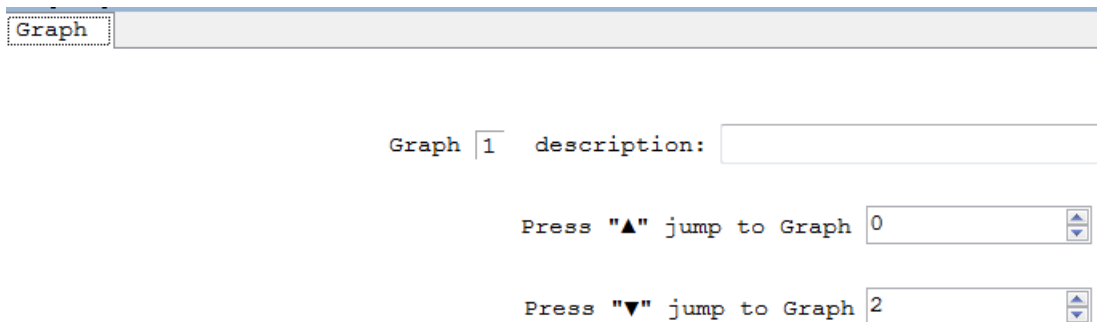 Graph
Graph 1 description:
Press "▲" jump to Graph 0
Press "▼" jump to Graph 2